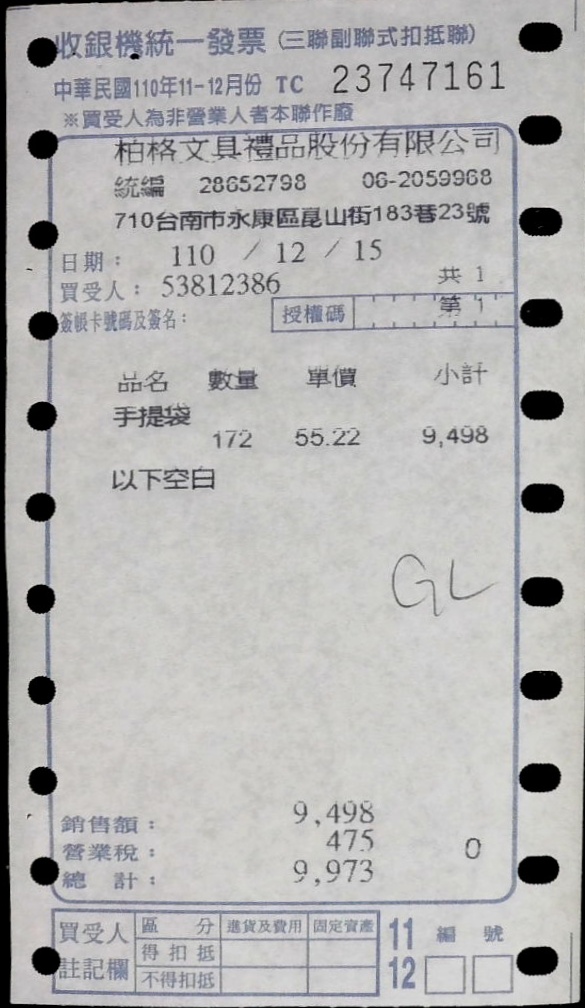 收銀機統一發票 (三聯副聯式扣抵聯)
中華民國110年11-12月份 TC 23747161
※買受人為非營業人者本聯作廢
柏格文具禮品股份有限公司
統編 28652798 06-2059968
710台南市永康區崑山街183巷23號
日期： 110 / 12 / 15
買受人：53812386 共 1
簽帳卡號碼及簽名： 授權碼 第 1
品名 數量 單價 小計
手提袋
172 55.22 9,498
以下空白
GL
銷售額： 9,498
營業稅： 475 0
總 計： 9,973
買受人註記欄 區 分 進貨及費用 固定資產 11 編 號
得 扣 抵
不得扣抵 12